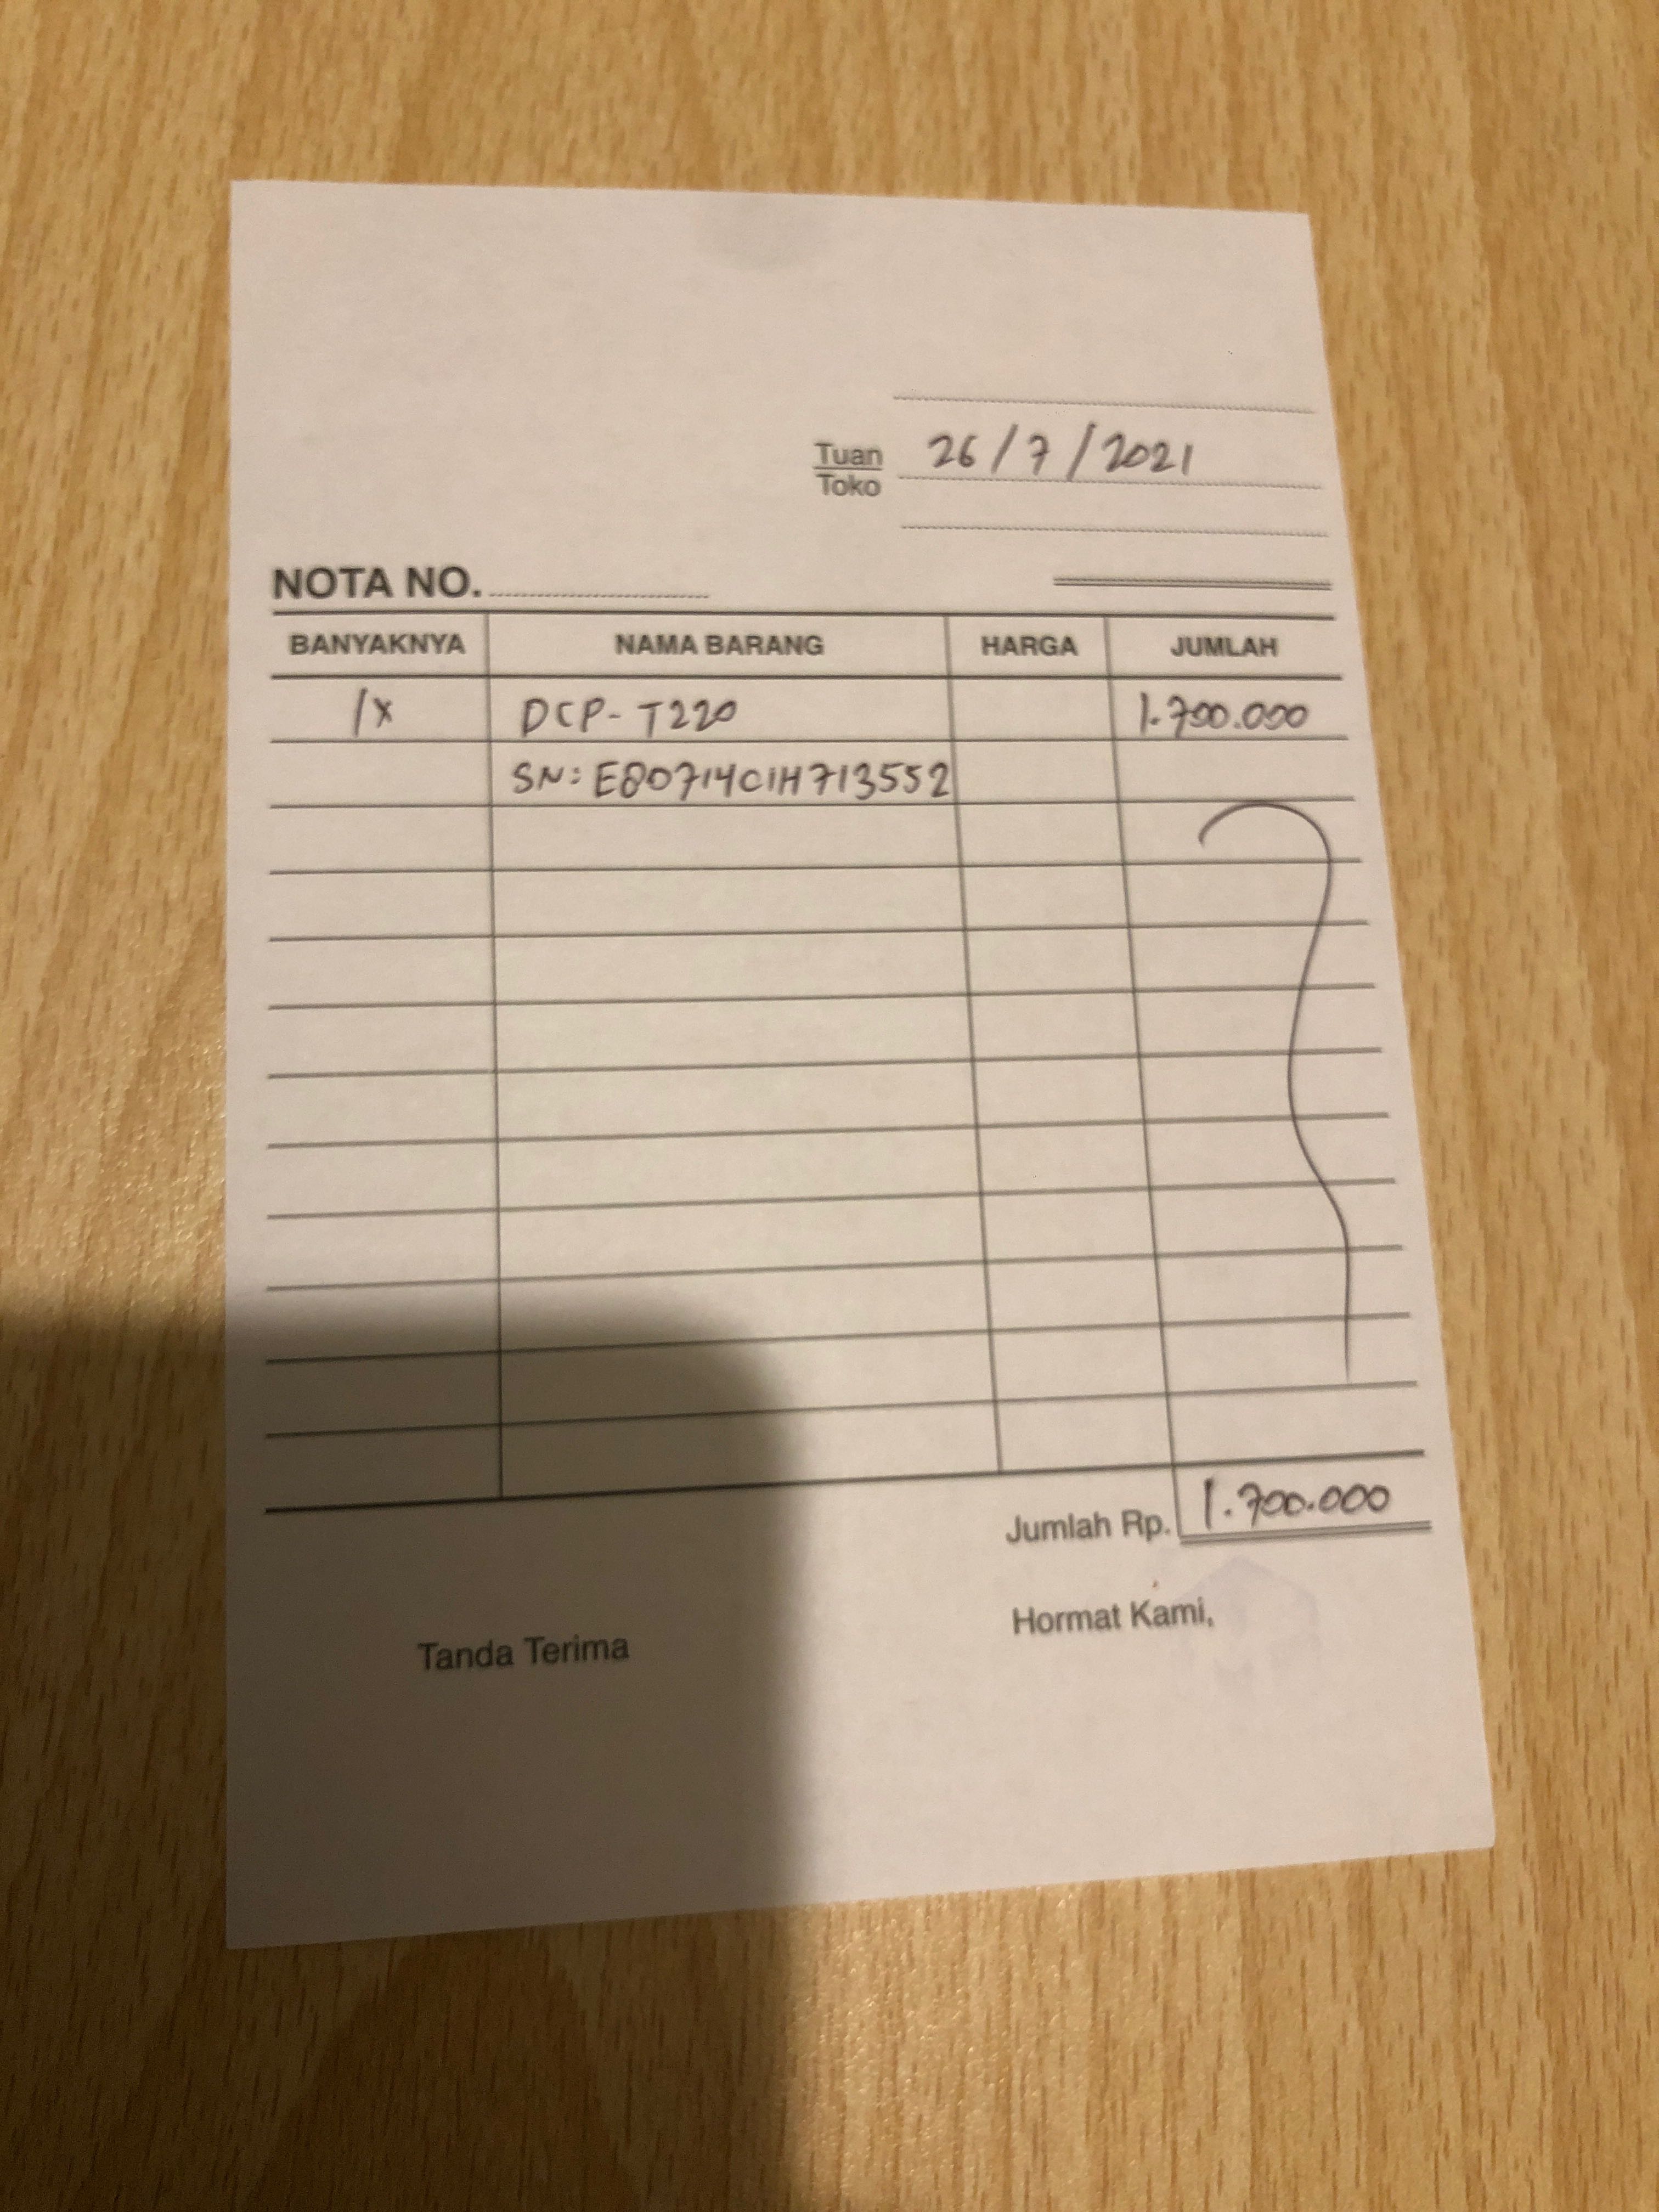 Tuan
Toko
26/7/2021
NOTA NO.
BANYAKNYA NAMA BARANG HARGA JUMLAH
1x DCP-T220 1.700.000
SN: E80714C1H713552
Jumlah Rp. 1.700.000
Tanda Terima Hormat Kami,